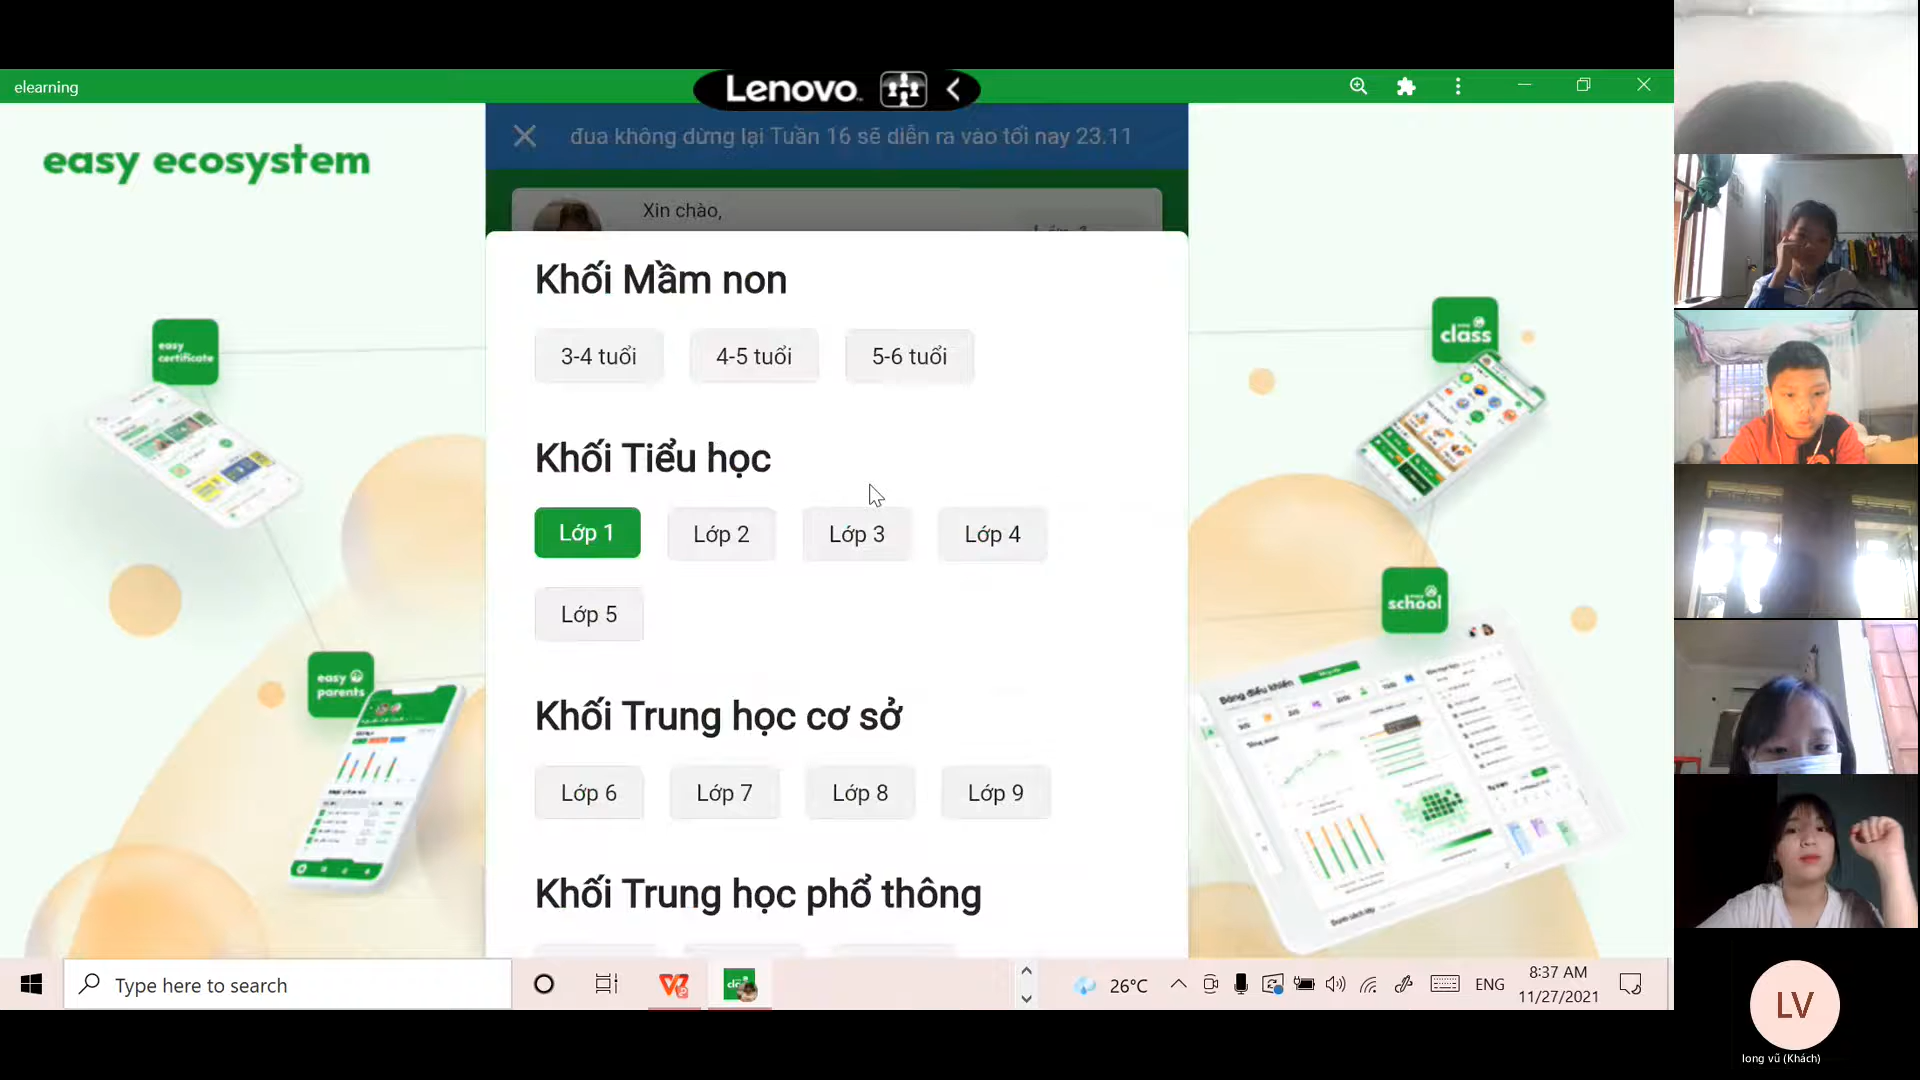 elearning
Lenovo
easy ecosystem
đua không dừng lại Tuần 16 sẽ diễn ra vào tối nay 23.11
Xin chào,
Khối Mầm non
3-4 tuổi
4-5 tuổi
5-6 tuổi
easy
certificate
class
Khối Tiểu học
Lớp 1
Lớp 2
Lớp 3
Lớp 4
Lớp 5
school
easy
parents
Bảng điều khiển
Khối Trung học cơ sở
Lớp 6
Lớp 7
Lớp 8
Lớp 9
Khối Trung học phổ thông
Type here to search
26°C
ENG
8:37 AM
11/27/2021
LV
long vũ (Khách)